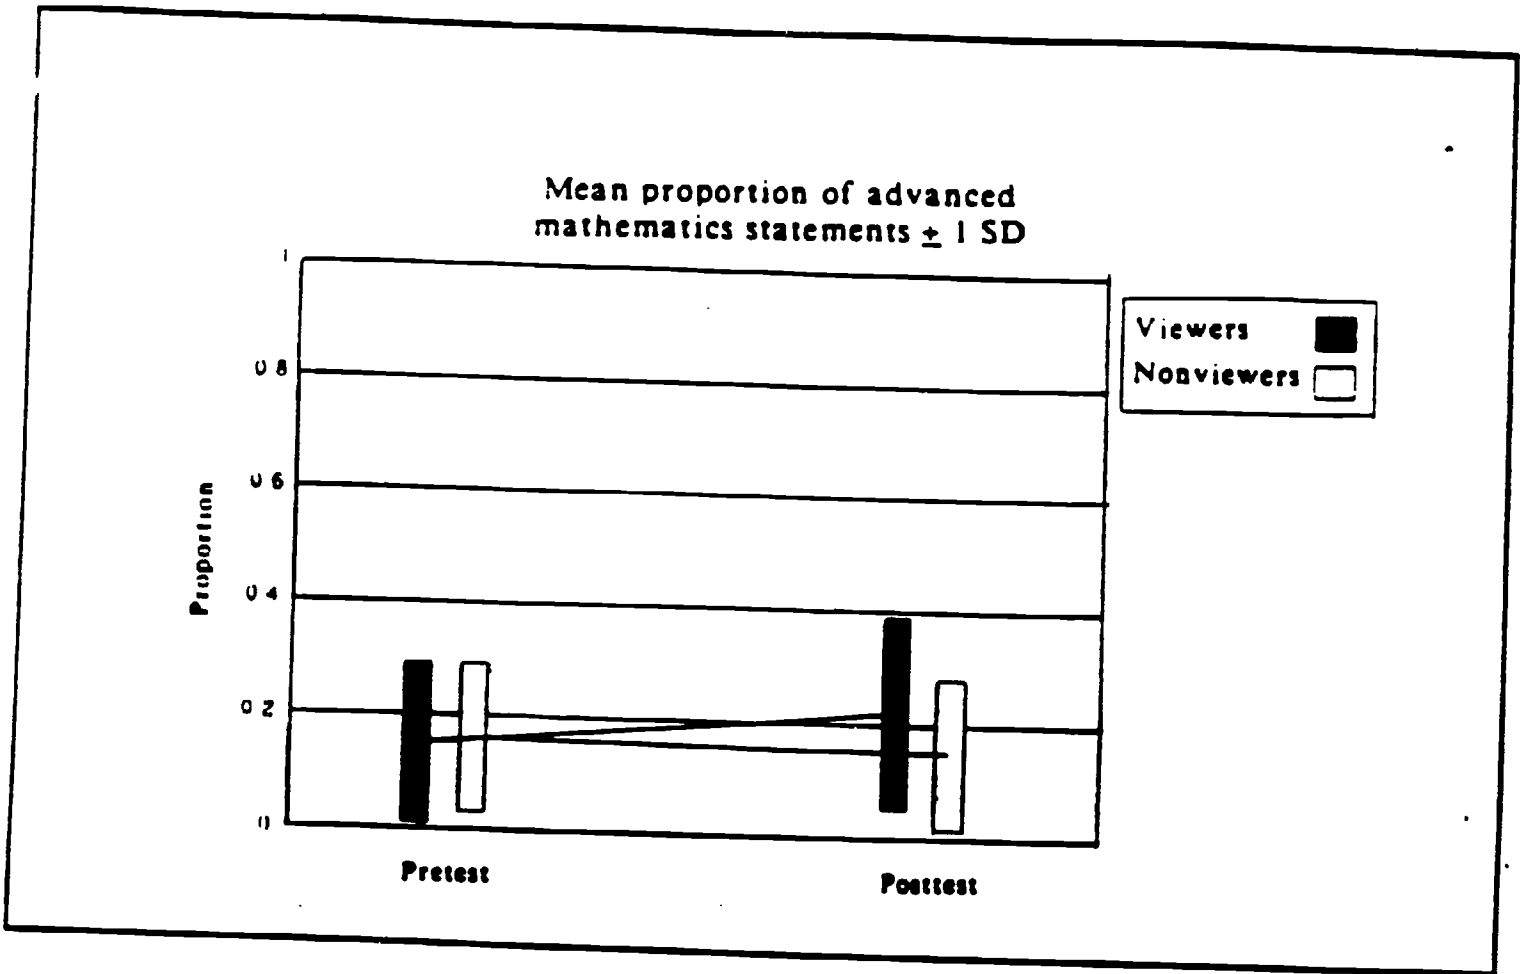 Mean proportion of advanced
mathematics statements ± 1 SD
1
0.8
0.6
0.4
0.2
0
Proportion
Viewers
Nonviewers
Pretest
Posttest